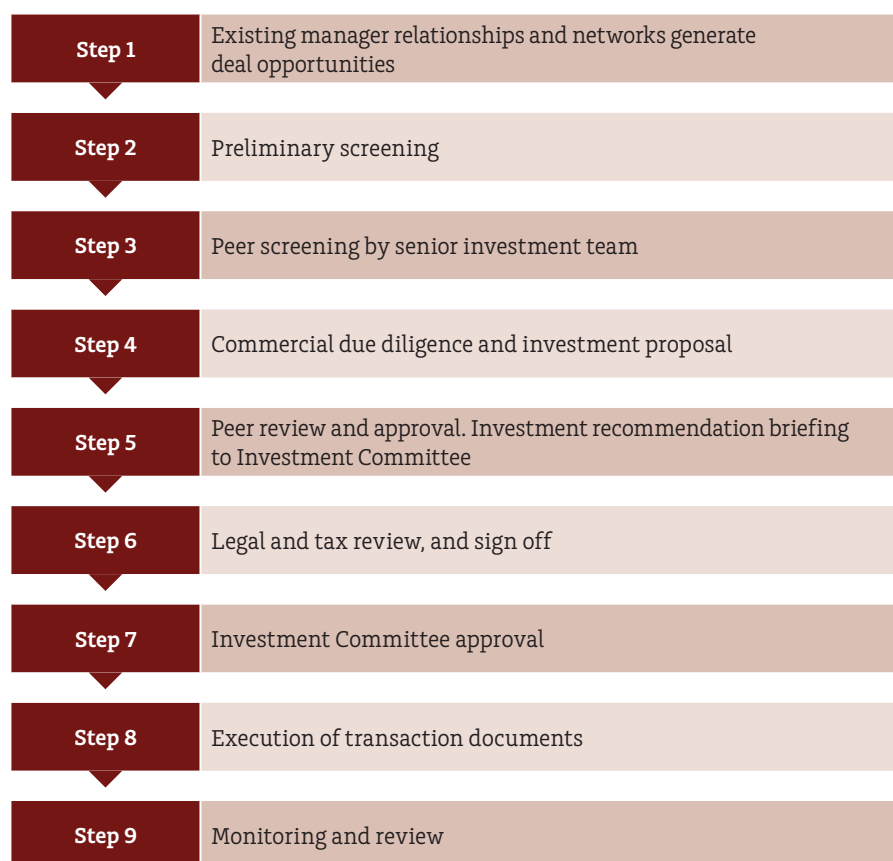 Step 1
Existing manager relationships and networks generate
deal opportunities
Step 2
Preliminary screening
Step 3
Peer screening by senior investment team
Step 4
Commercial due diligence and investment proposal
Step 5
Peer review and approval. Investment recommendation briefing
to Investment Committee
Step 6
Legal and tax review, and sign off
Step 7
Investment Committee approval
Step 8
Execution of transaction documents
Step 9
Monitoring and review